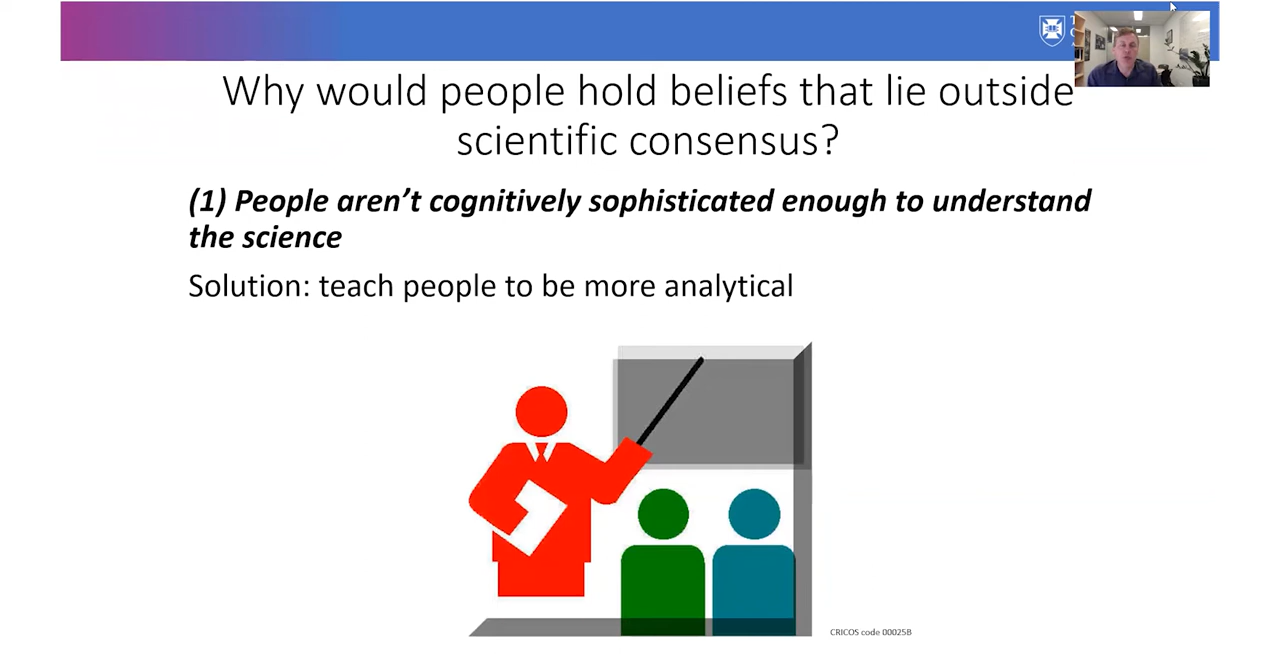 Why would people hold beliefs that lie outside
scientific consensus?
(1) People aren’t cognitively sophisticated enough to understand
the science
Solution: teach people to be more analytical
CRICOS code 00025B